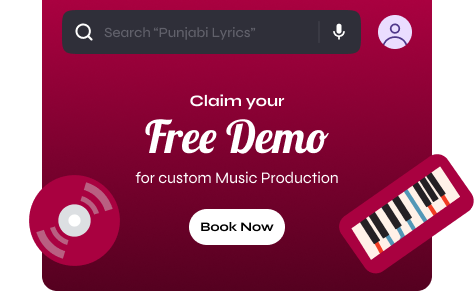 Search “Punjabi Lyrics”
Claim your
Free Demo
for custom Music Production
Book Now